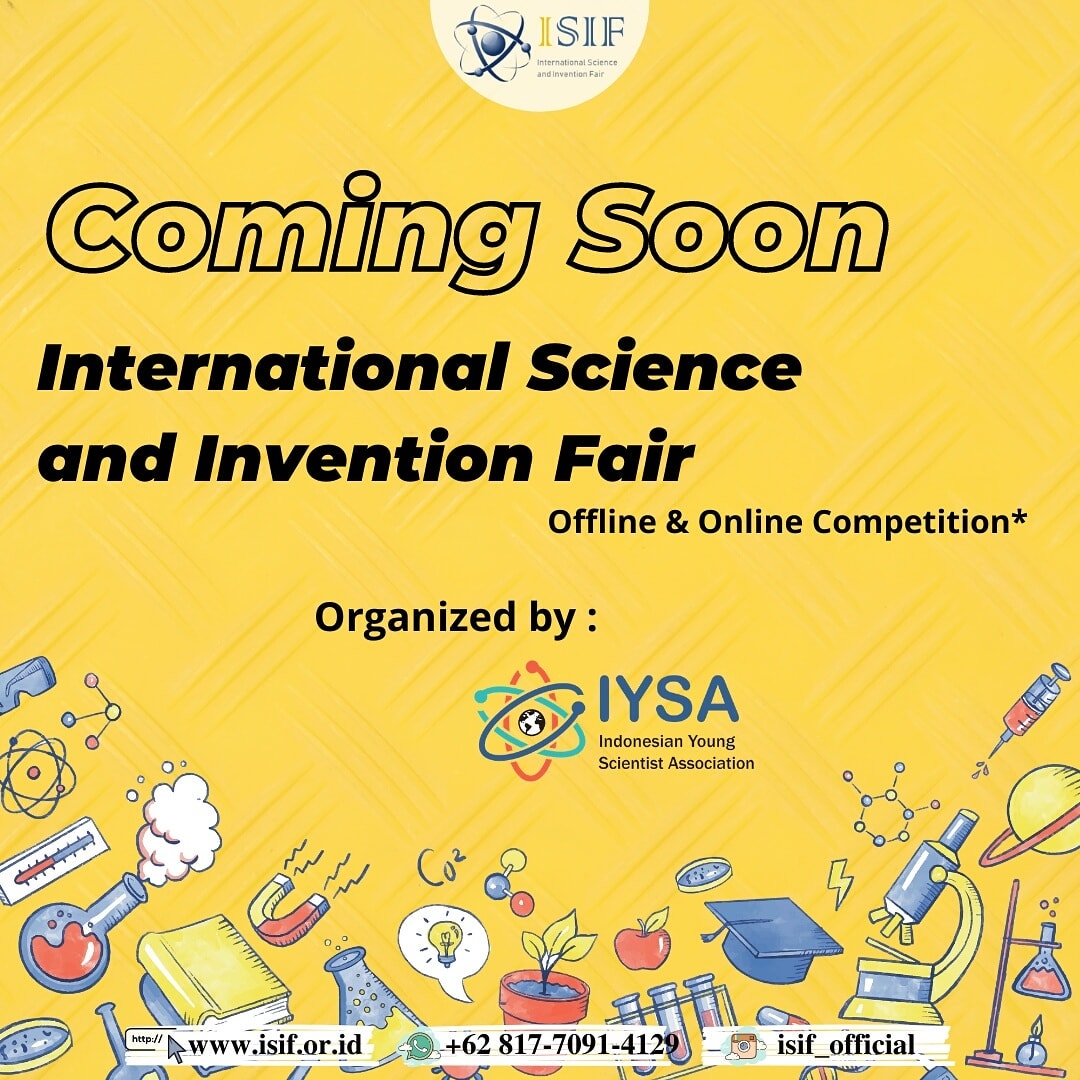 ISIF
International Science
and Invention Fair
Coming Soon
International Science
and Invention Fair
Offline & Online Competition*
Organized by :
IYSA
Indonesian Young
Scientist Association
Co²
http://
www.isif.or.id
+62 817-7091-4129
isif_official